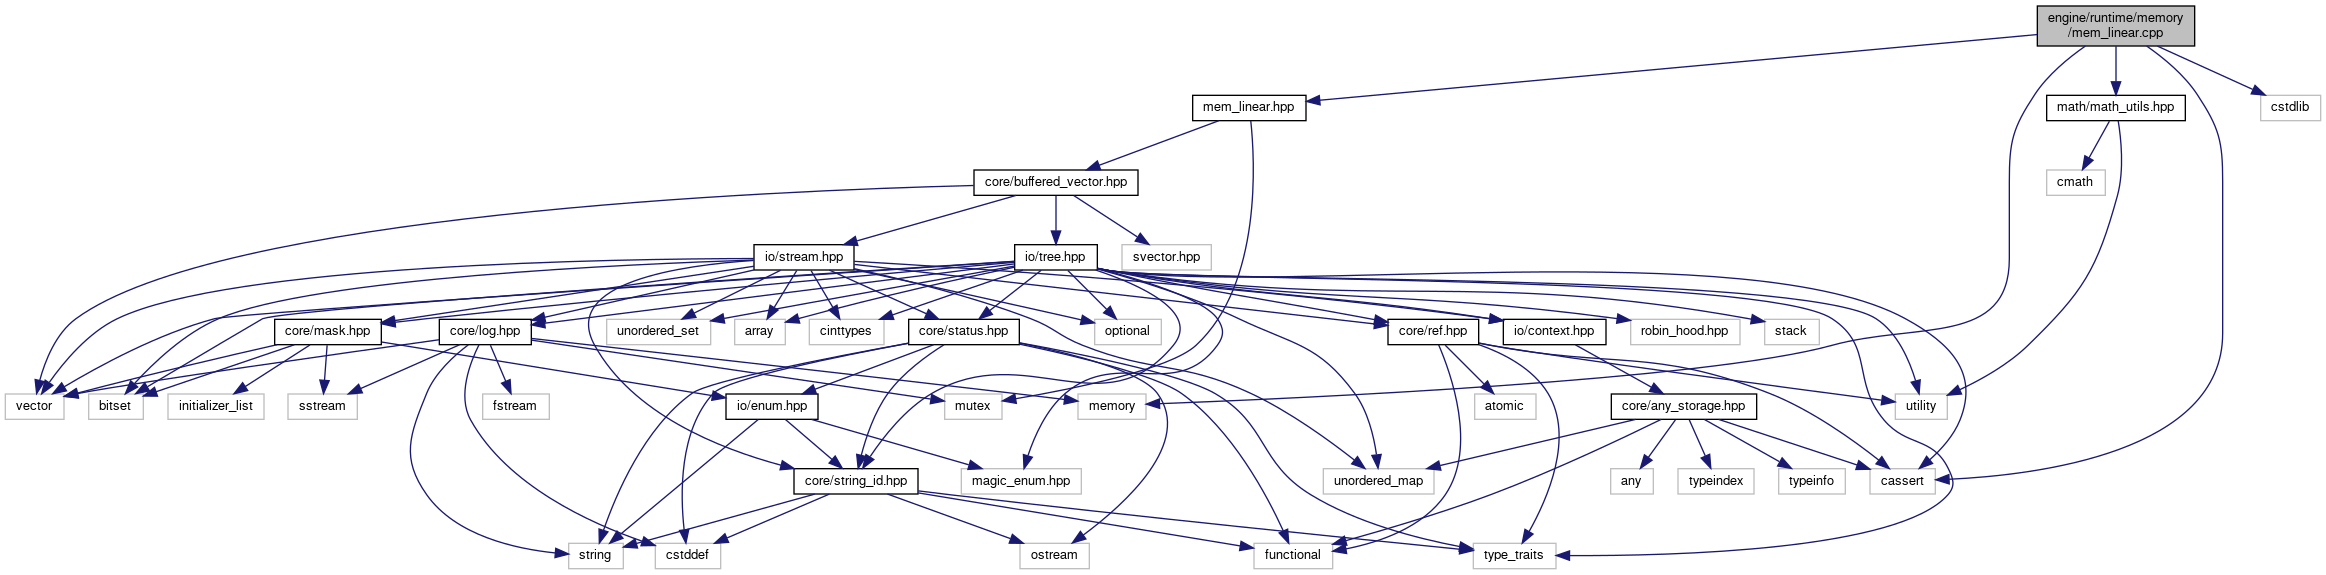 engine/runtime/memory
/mem_linear.cpp
mem_linear.hpp
math/math_utils.hpp
cstdlib
core/buffered_vector.hpp
cmath
io/stream.hpp
io/tree.hpp
svector.hpp
core/mask.hpp
core/log.hpp
unordered_set
array
cinttypes
core/status.hpp
optional
core/ref.hpp
io/context.hpp
robin_hood.hpp
stack
vector
bitset
initializer_list
sstream
fstream
io/enum.hpp
mutex
memory
atomic
core/any_storage.hpp
utility
core/string_id.hpp
magic_enum.hpp
unordered_map
any
typeindex
typeinfo
cassert
string
cstddef
ostream
functional
type_traits